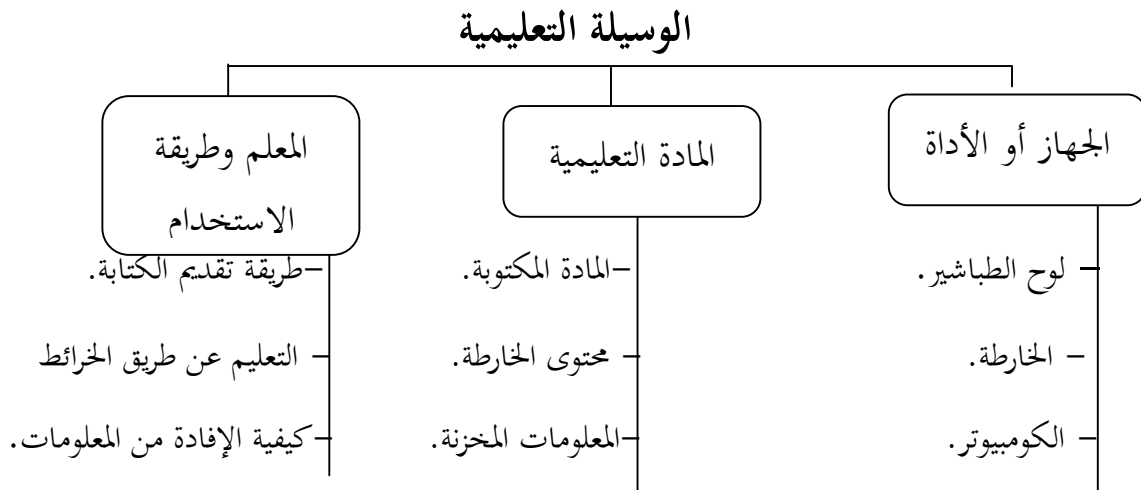 الوسيلة التعليمية
الجهاز أو الأداة
– لوح الطباشير.
– الخارطة.
– الكومبيوتر.
المادة التعليمية
–المادة المكتوبة.
– محتوى الخارطة.
–المعلومات المخزنة.
المعلم وطريقة
الاستخدام
–طريقة تقديم الكتابة.
– التعليم عن طريق الخرائط
–كيفية الإفادة من المعلومات.